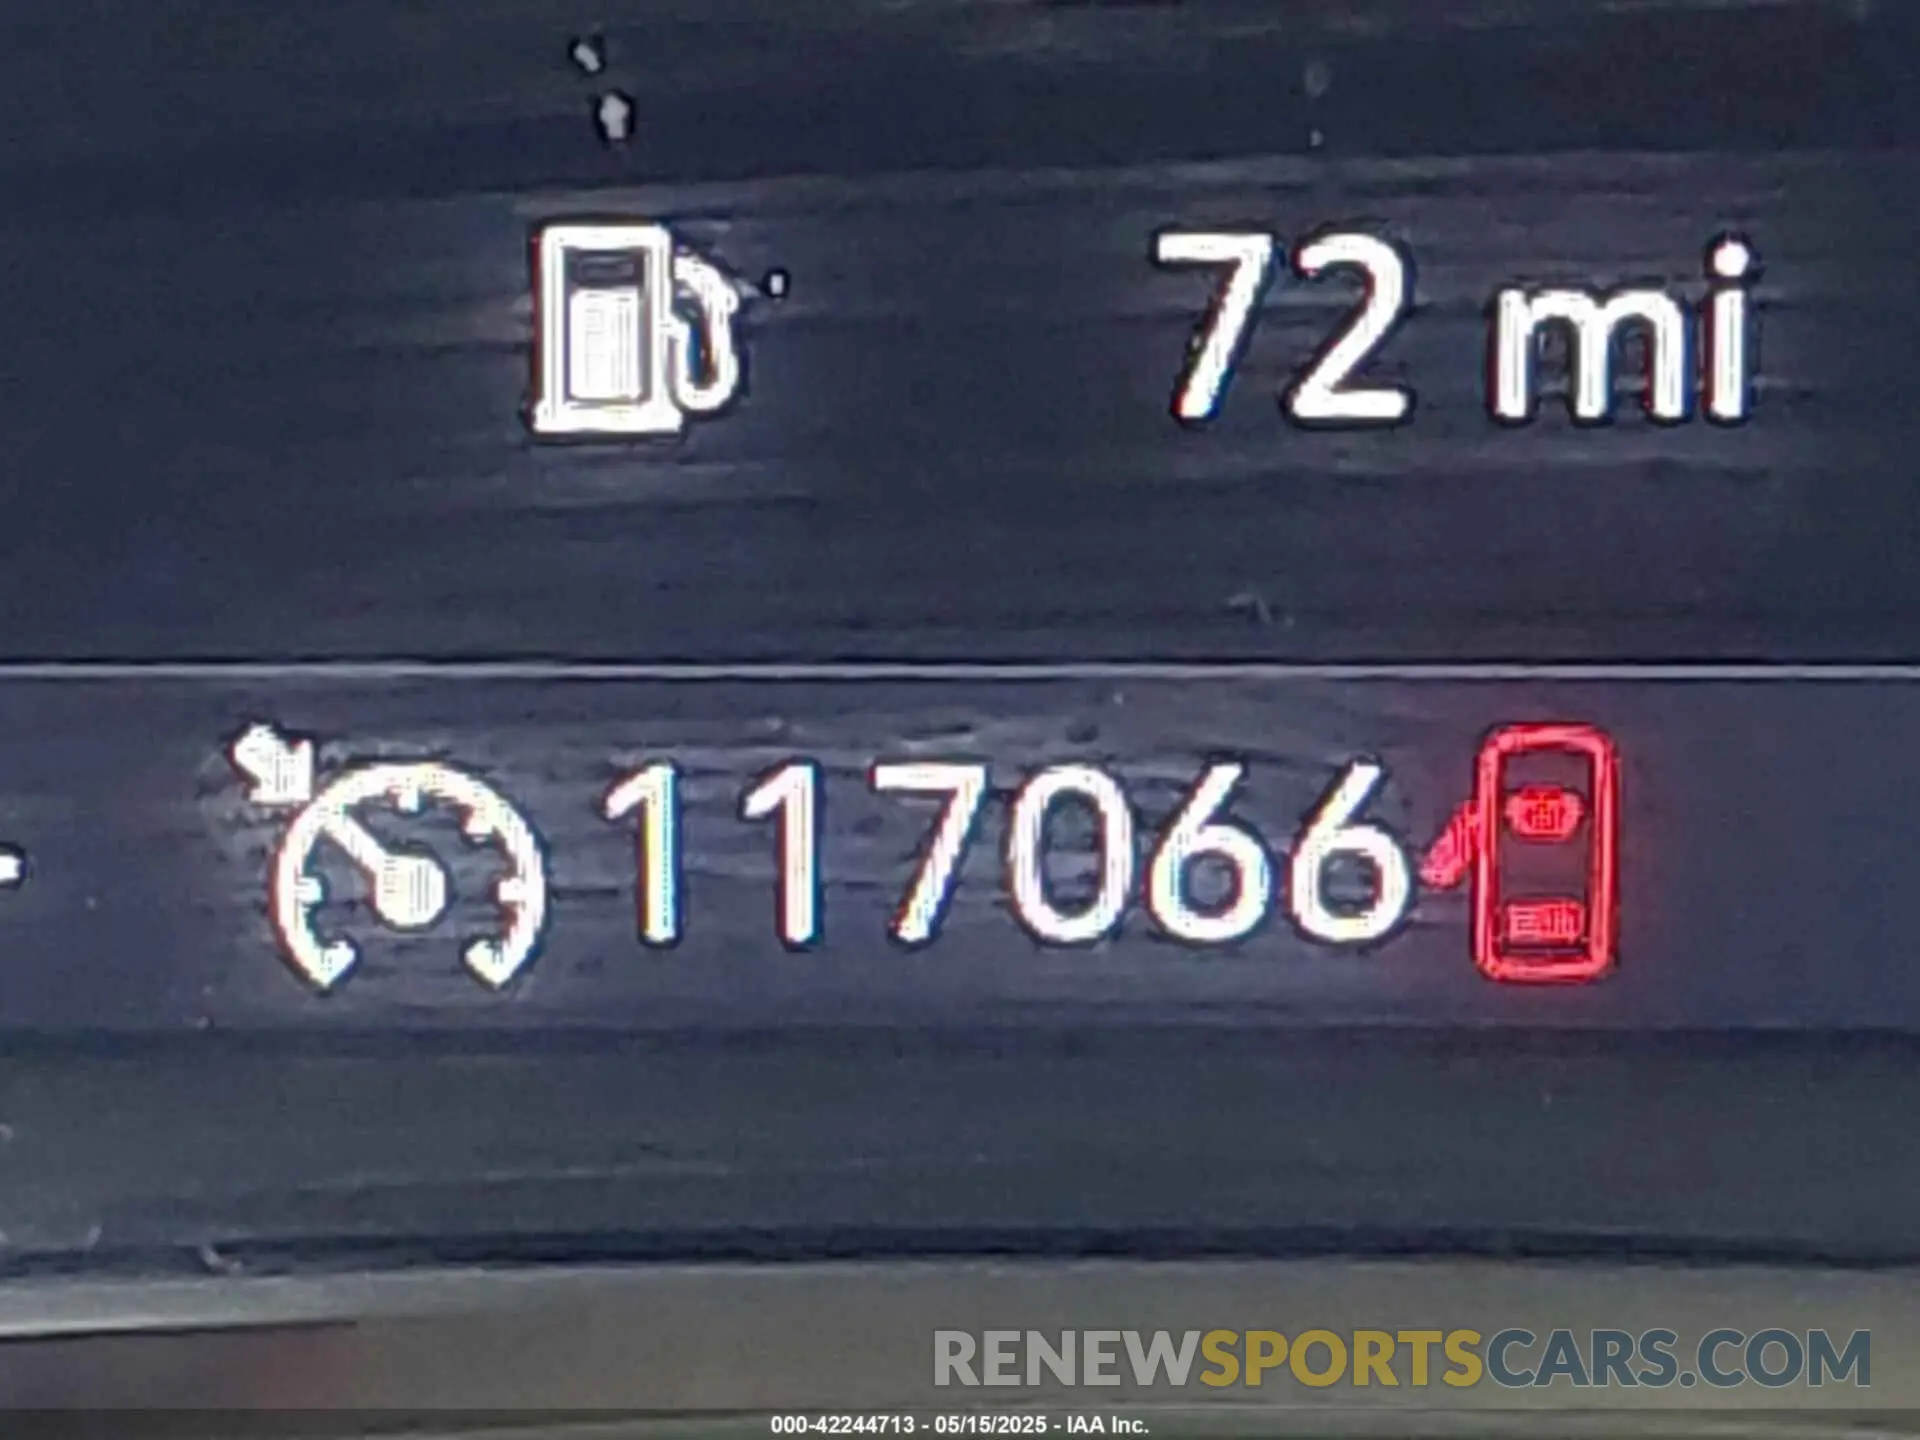 72 mi
117066
RENEWSPORTSCARS.COM
000-42244713 - 05/15/2025 - IAA Inc.